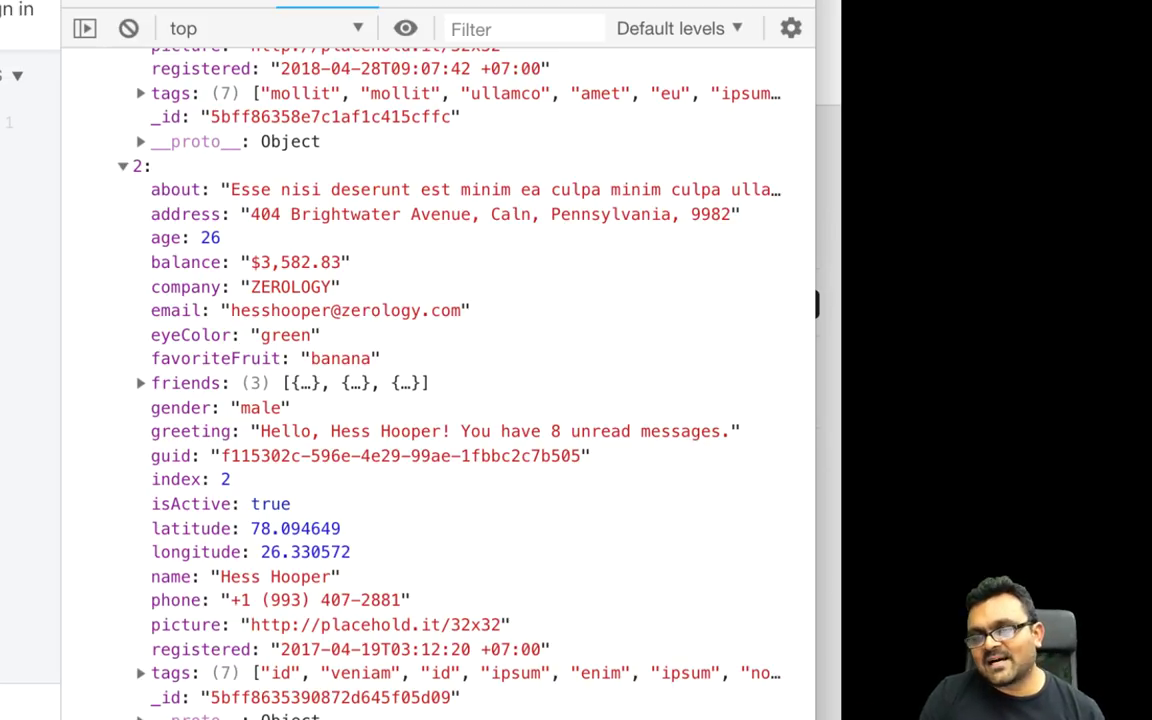 in in
top ▼ Filter Default levels ▼
picture: "http://placehold.it/32x32"
registered: "2018-04-28T09:07:42 +07:00"
s ▼
▶ tags: (7) ["mollit", "mollit", "ullamco", "amet", "eu", "ipsum…
1
_id: "5bff86358e7c1af1c415cffc"
▶ __proto__: Object
▼ 2:
about: "Esse nisi deserunt est minim ea culpa minim culpa ulla…
address: "404 Brightwater Avenue, Caln, Pennsylvania, 9982"
age: 26
balance: "$3,582.83"
company: "ZEROLOGY"
email: "hesshooper@zerology.com"
eyeColor: "green"
favoriteFruit: "banana"
▶ friends: (3) [{…}, {…}, {…}]
gender: "male"
greeting: "Hello, Hess Hooper! You have 8 unread messages."
guid: "f115302c-596e-4e29-99ae-1fbbc2c7b505"
index: 2
isActive: true
latitude: 78.094649
longitude: 26.330572
name: "Hess Hooper"
phone: "+1 (993) 407-2881"
picture: "http://placehold.it/32x32"
registered: "2017-04-19T03:12:20 +07:00"
▶ tags: (7) ["id", "veniam", "id", "ipsum", "enim", "ipsum", "no…
_id: "5bff8635390872d645f05d09"
__proto__: Object